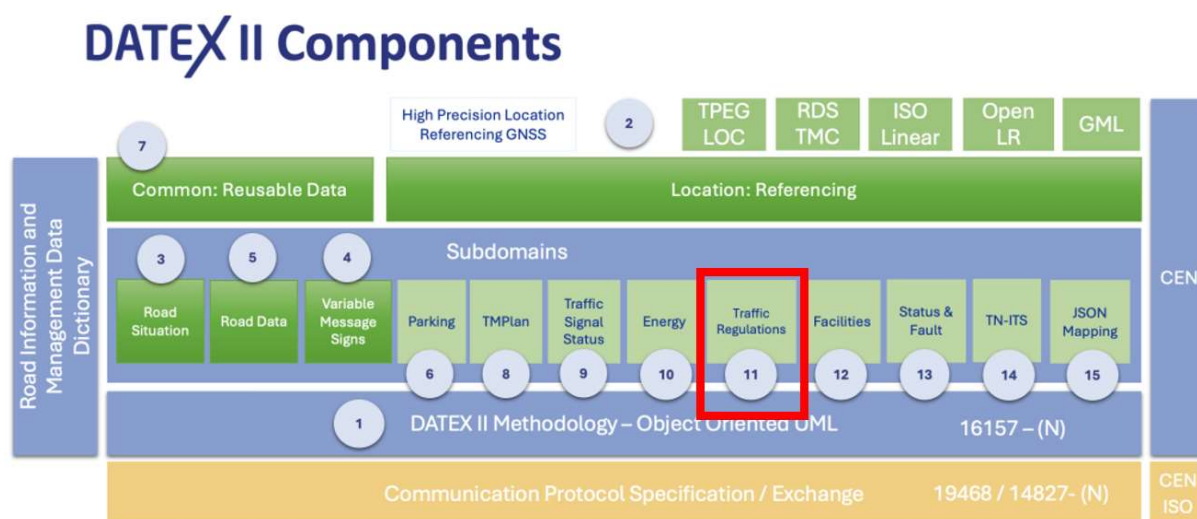 DATEX II Components
High Precision Location
Referencing GNSS
2
TPEG
LOC
RDS
TMC
ISO
Linear
Open
LR
GML
7
Common: Reusable Data
Location: Referencing
Road Information and
Management Data
Dictionary
Subdomains
3
5
4
Road
Situation
Road Data
Variable
Message
Signs
Parking
TMPlan
Traffic
Signal
Status
Energy
Traffic
Regulations
Facilities
Status &
Fault
TN-ITS
JSON
Mapping
6
8
9
10
11
12
13
14
15
CEN
1
DATEX II Methodology – Object Oriented UML
16157 – (N)
Communication Protocol Specification / Exchange
19468 / 14827- (N)
CEN
ISO